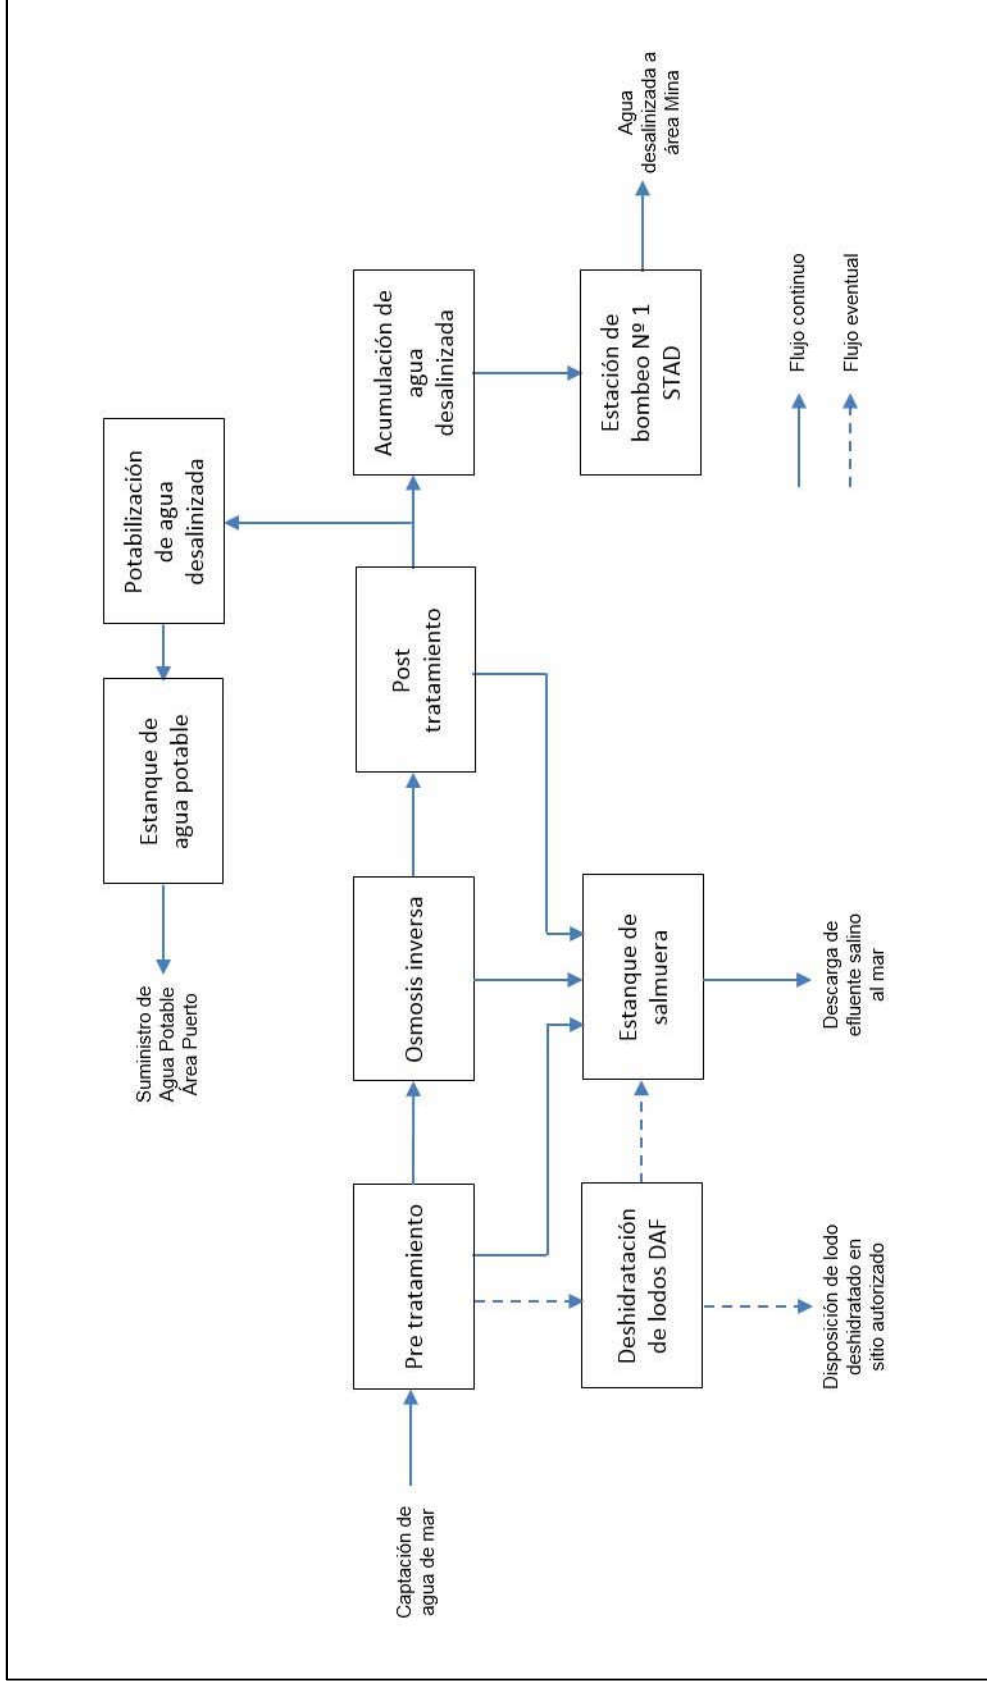 Suministro de
Agua Potable
Área Puerto
Estanque de
agua potable
Potabilización
de agua
desalinizada
Captación de
agua de mar
Pre tratamiento
Osmosis inversa
Post
tratamiento
Acumulación de
agua
desalinizada
Deshidratación
de lodos DAF
Estanque de
salmuera
Estación de
bombeo Nº 1
STAD
Agua
desalinizada a
área Mina
Disposición de lodo
deshidratado en
sitio autorizado
Descarga de
efluente salino
al mar
Flujo continuo
Flujo eventual